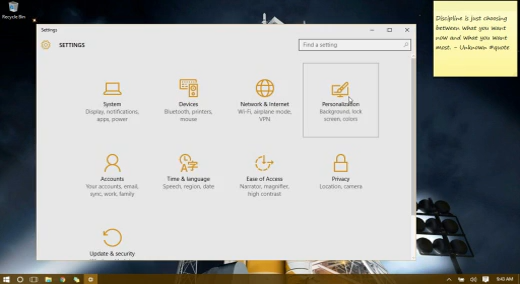 Recycle Bin
Settings
SETTINGS
Find a setting
System
Display, notifications,
apps, power
Devices
Bluetooth, printers,
mouse
Network & Internet
Wi-Fi, airplane mode,
VPN
Personalization
Background, lock
screen, colors
Accounts
Your accounts, email,
sync, work, family
Time & language
Speech, region, date
Ease of Access
Narrator, magnifier,
high contrast
Privacy
Location, camera
Update & security
Discipline is just choosing
between what you want
now and what you want
most. - Unknown #quote
9:43 AM